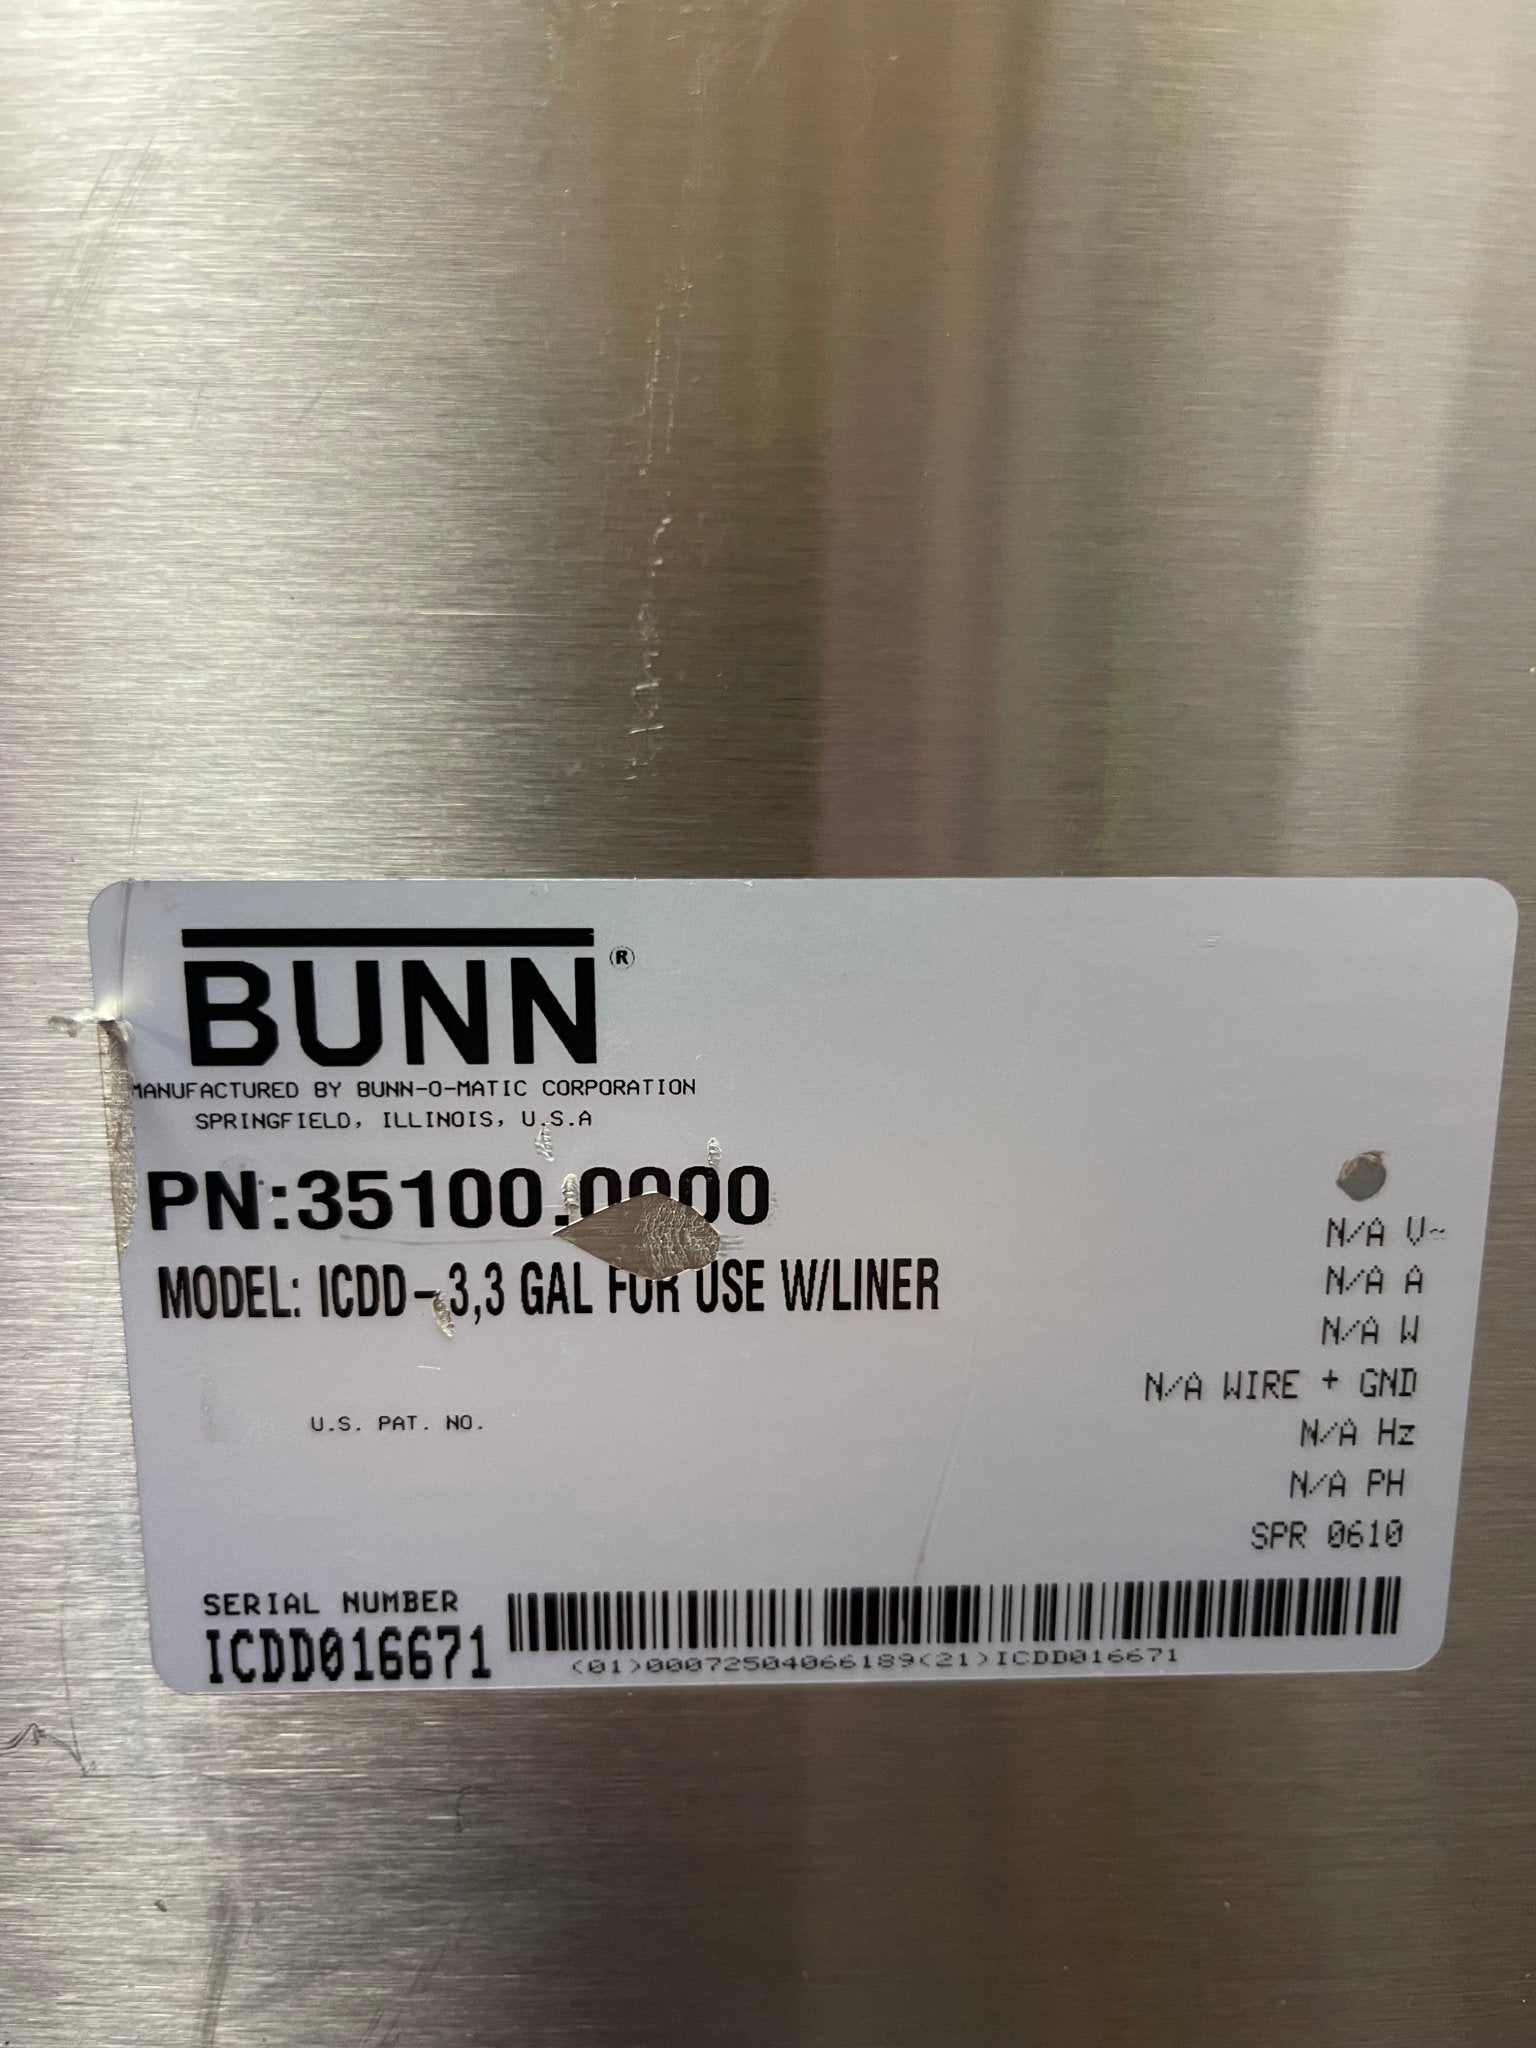 BUNN®
MANUFACTURED BY BUNN-O-MATIC CORPORATION
SPRINGFIELD, ILLINOIS, U.S.A
PN:35100.0000
MODEL: ICDD - 3,3 GAL FOR USE W/LINER
N/A V~
N/A A
N/A W
N/A WIRE + GND
N/A Hz
N/A PH
SPR 0610
U.S. PAT. NO.
SERIAL NUMBER
ICDD016671
(01)00072504066189(21)ICDD016671